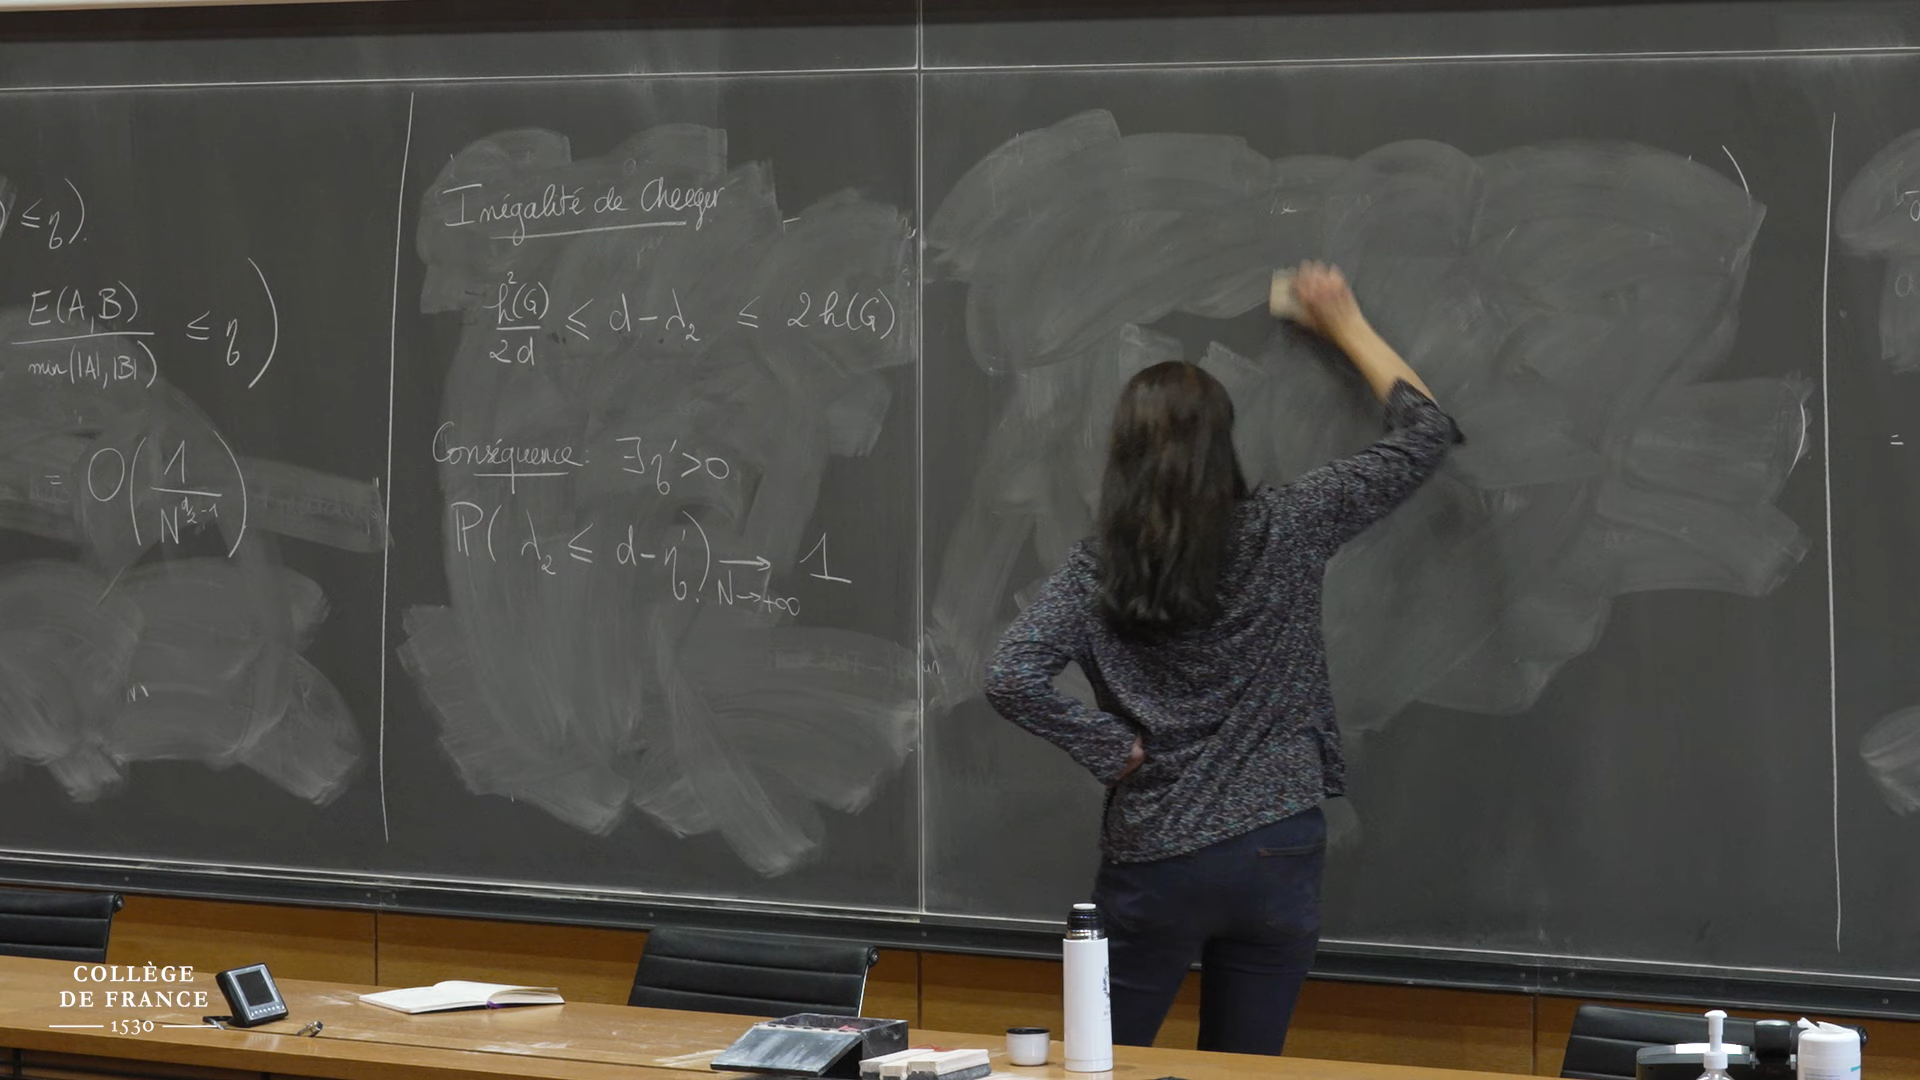 ) ≤ η).
E(A,B)
min(|A|,|B|)
≤ η )
= O( 1
N^{d/2-1} )
Inégalité de Cheeger
h²(G)/2d ≤ d-λ₂ ≤ 2h(G)
Conséquence : ∃η'>0
ℙ( λ₂ ≤ d-η') → 1
N→+∞
=
COLLÈGE
DE FRANCE
1530